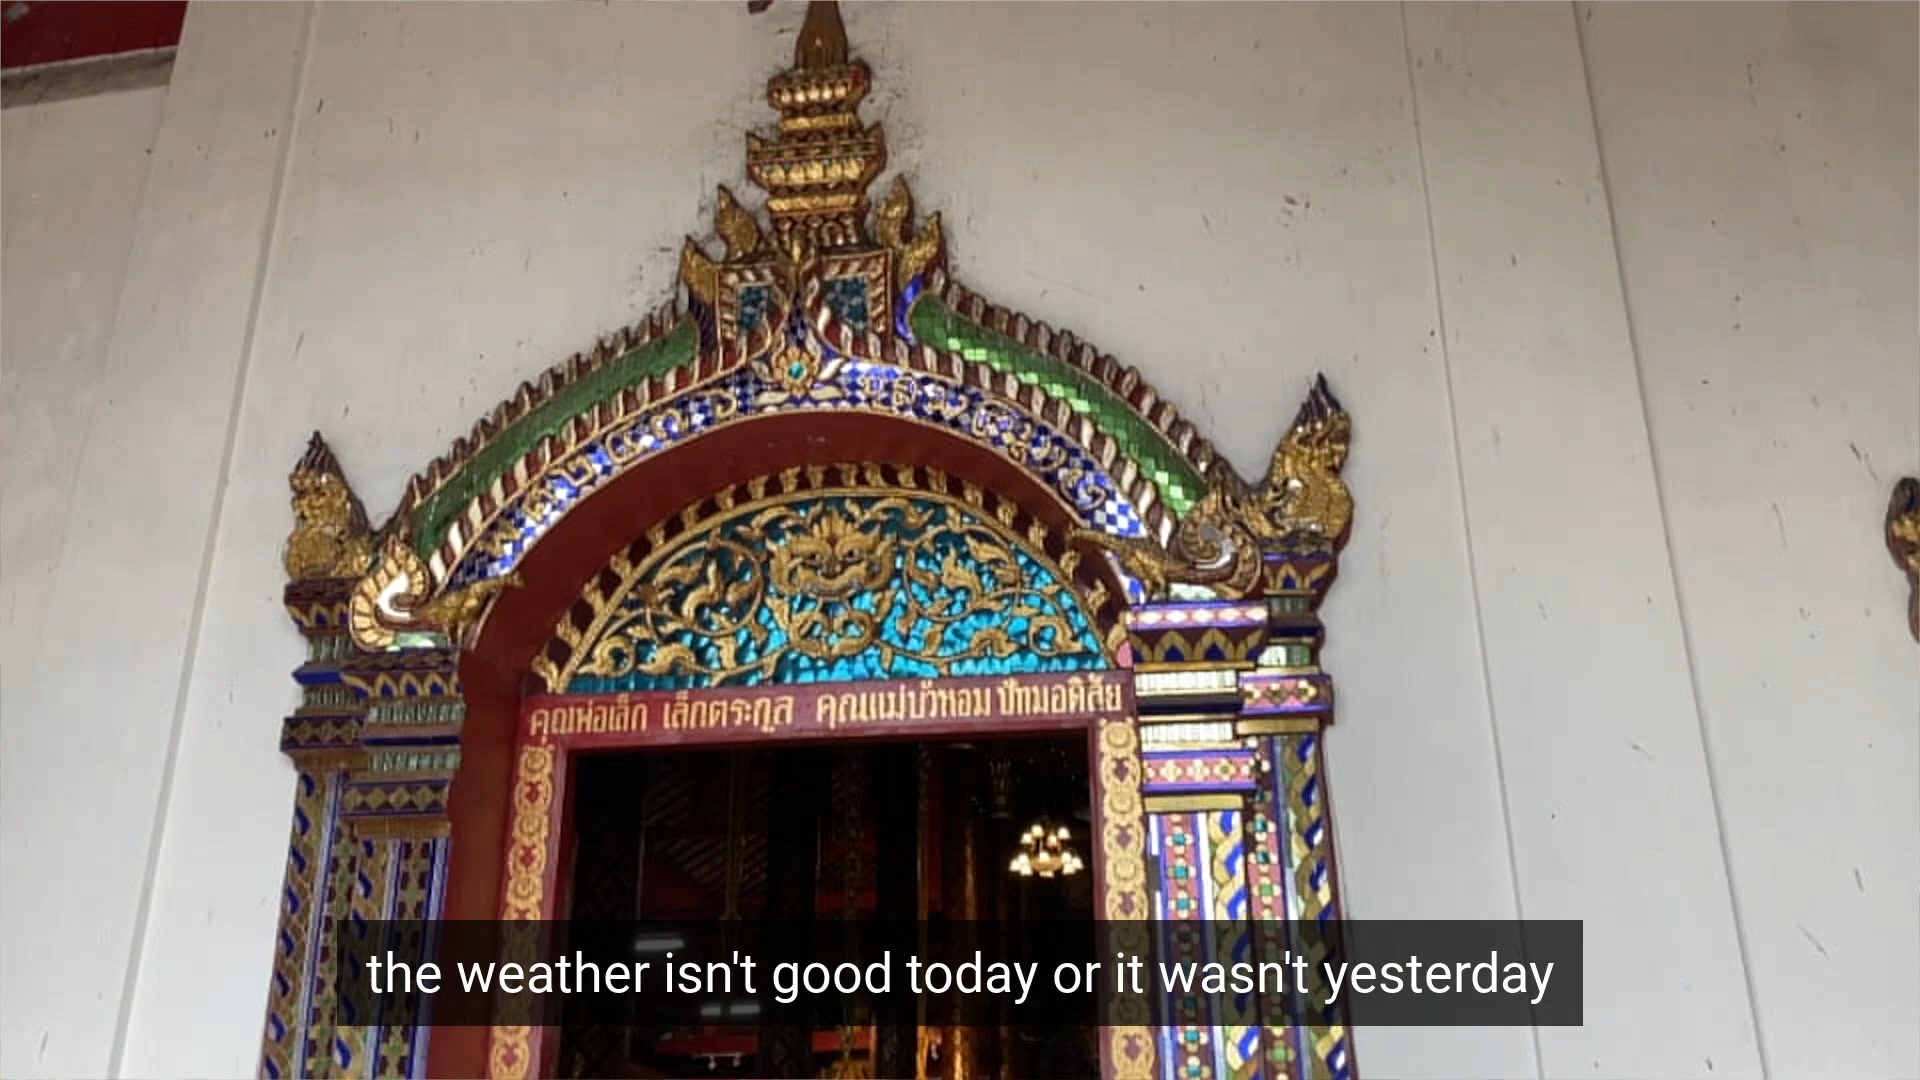 คุณพ่อเล็ก เล็กตระกูล คุณแม่บัวหอม ปัทมอดิสัย
the weather isn't good today or it wasn't yesterday